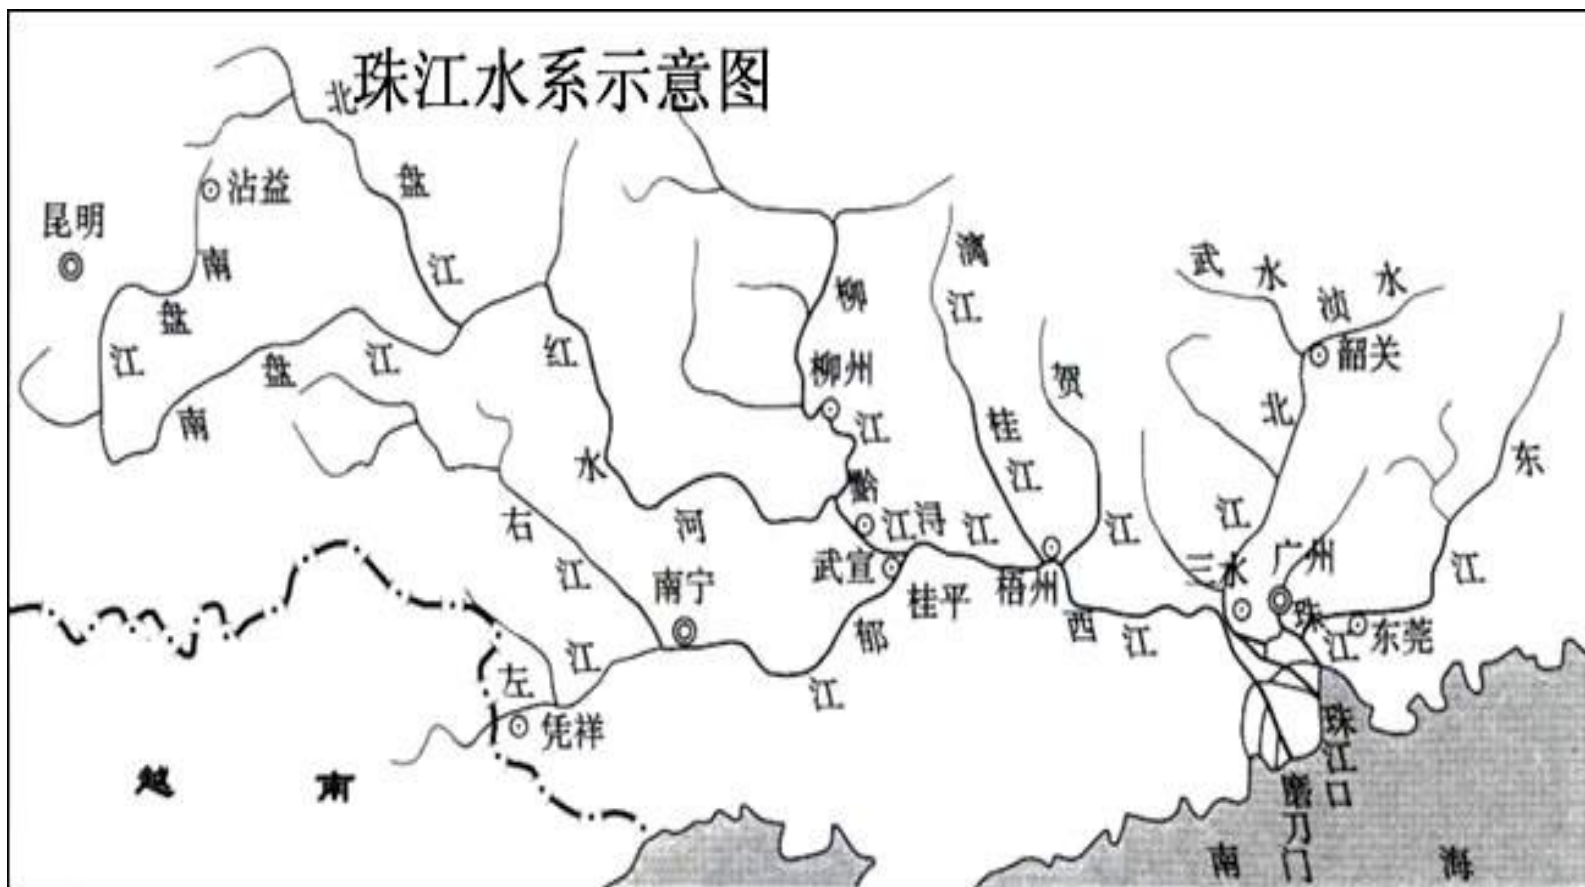 珠江水系示意图
北盘江
沾益
昆明
南盘江
南盘江
红水河
柳江
柳州
漓江
桂江
贺江
武水
浈水
韶关
北江
东江
右江
南宁
黔江
武宣
浔江
桂平
梧州
郁江
西江
三水
广州
珠江
东莞
左江
凭祥
越南
珠江口
磨刀门
南海